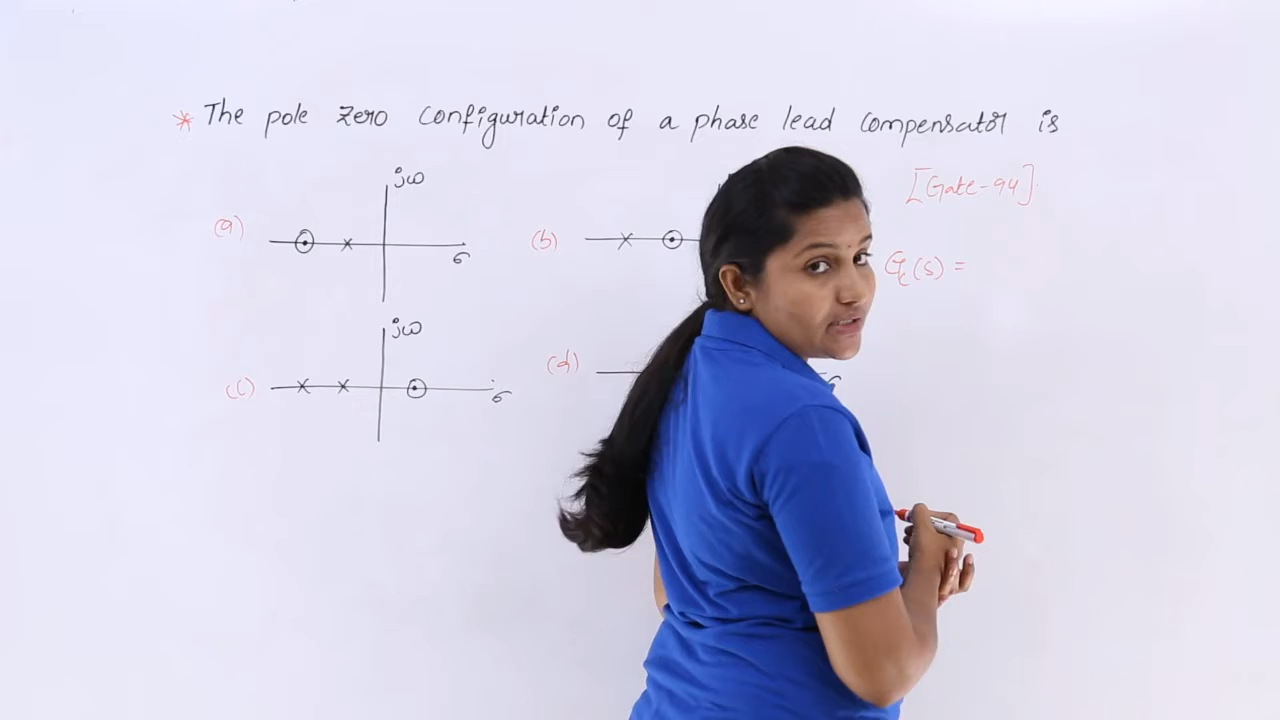 * The pole zero configuration of a phase lead compensator is
[Gate-94].
jω
(a)
σ
(b)
Gc(s) =
jω
(c)
σ
(d)
σ